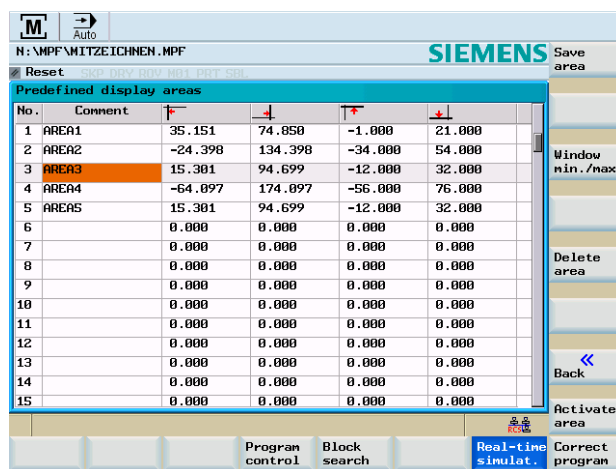 M Auto
N:\MPF\MITZEICHNEN.MPF
SIEMENS
Reset SKP DRY ROV M01 PRT SBL
Predefined display areas
No. Comment
1 AREA1 35.151 74.850 -1.000 21.000
2 AREA2 -24.398 134.398 -34.000 54.000
3 AREA3 15.301 94.699 -12.000 32.000
4 AREA4 -64.097 174.097 -56.000 76.000
5 AREA5 15.301 94.699 -12.000 32.000
6 0.000 0.000 0.000 0.000
7 0.000 0.000 0.000 0.000
8 0.000 0.000 0.000 0.000
9 0.000 0.000 0.000 0.000
10 0.000 0.000 0.000 0.000
11 0.000 0.000 0.000 0.000
12 0.000 0.000 0.000 0.000
13 0.000 0.000 0.000 0.000
14 0.000 0.000 0.000 0.000
15 0.000 0.000 0.000 0.000
Save
area
Window
min./max
Delete
area
Back
Activate
area
RCS
Program
control
Block
search
Real-time
simulat.
Correct
program